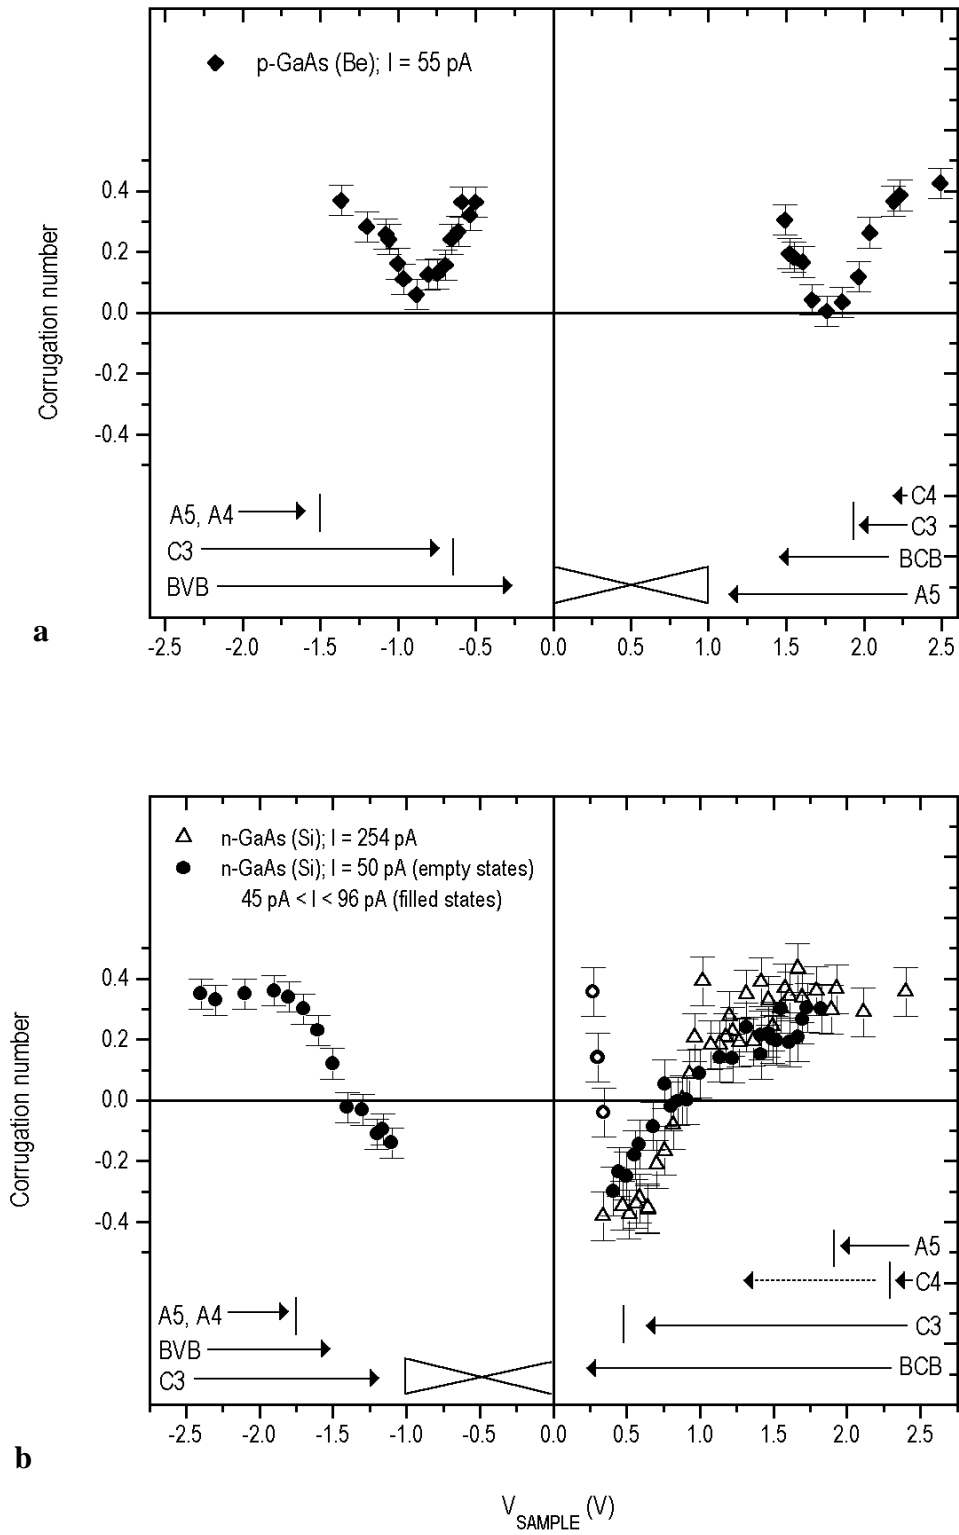 p-GaAs (Be); I = 55 pA
0.4
0.2
0.0
-0.2
-0.4
Corrugation number
A5, A4
C3
BVB
C4
C3
BCB
A5
a
-2.5 -2.0 -1.5 -1.0 -0.5 0.0 0.5 1.0 1.5 2.0 2.5
n-GaAs (Si); I = 254 pA
n-GaAs (Si); I = 50 pA (empty states)
45 pA < I < 96 pA (filled states)
0.4
0.2
0.0
-0.2
-0.4
Corrugation number
A5, A4
BVB
C3
A5
C4
C3
BCB
-2.5 -2.0 -1.5 -1.0 -0.5 0.0 0.5 1.0 1.5 2.0 2.5
b
V_SAMPLE (V)